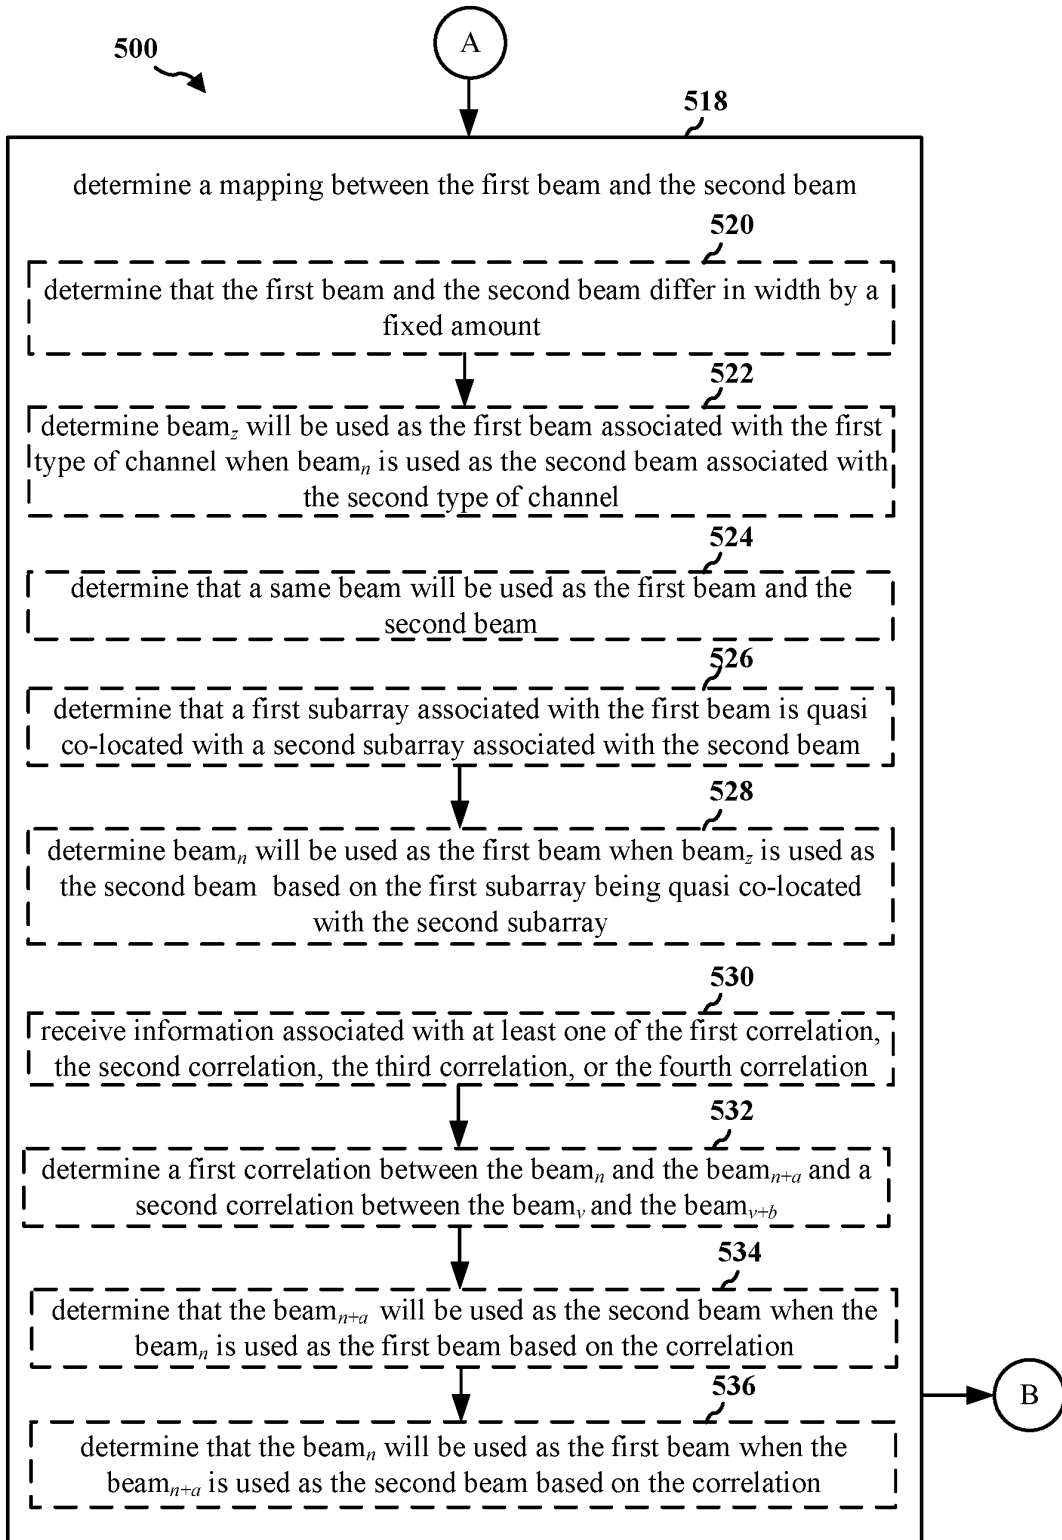 A
500
518
determine a mapping between the first beam and the second beam
520
determine that the first beam and the second beam differ in width by a
fixed amount
522
determine beamz will be used as the first beam associated with the first
type of channel when beamn is used as the second beam associated with
the second type of channel
524
determine that a same beam will be used as the first beam and the
second beam
526
determine that a first subarray associated with the first beam is quasi
co-located with a second subarray associated with the second beam
528
determine beamn will be used as the first beam when beamz is used as
the second beam based on the first subarray being quasi co-located
with the second subarray
530
receive information associated with at least one of the first correlation,
the second correlation, the third correlation, or the fourth correlation
532
determine a first correlation between the beamn and the beamn+a and a
second correlation between the beamv and the beamv+b
534
determine that the beamn+a will be used as the second beam when the
beamn is used as the first beam based on the correlation
536
determine that the beamn will be used as the first beam when the
beamn+a is used as the second beam based on the correlation
B